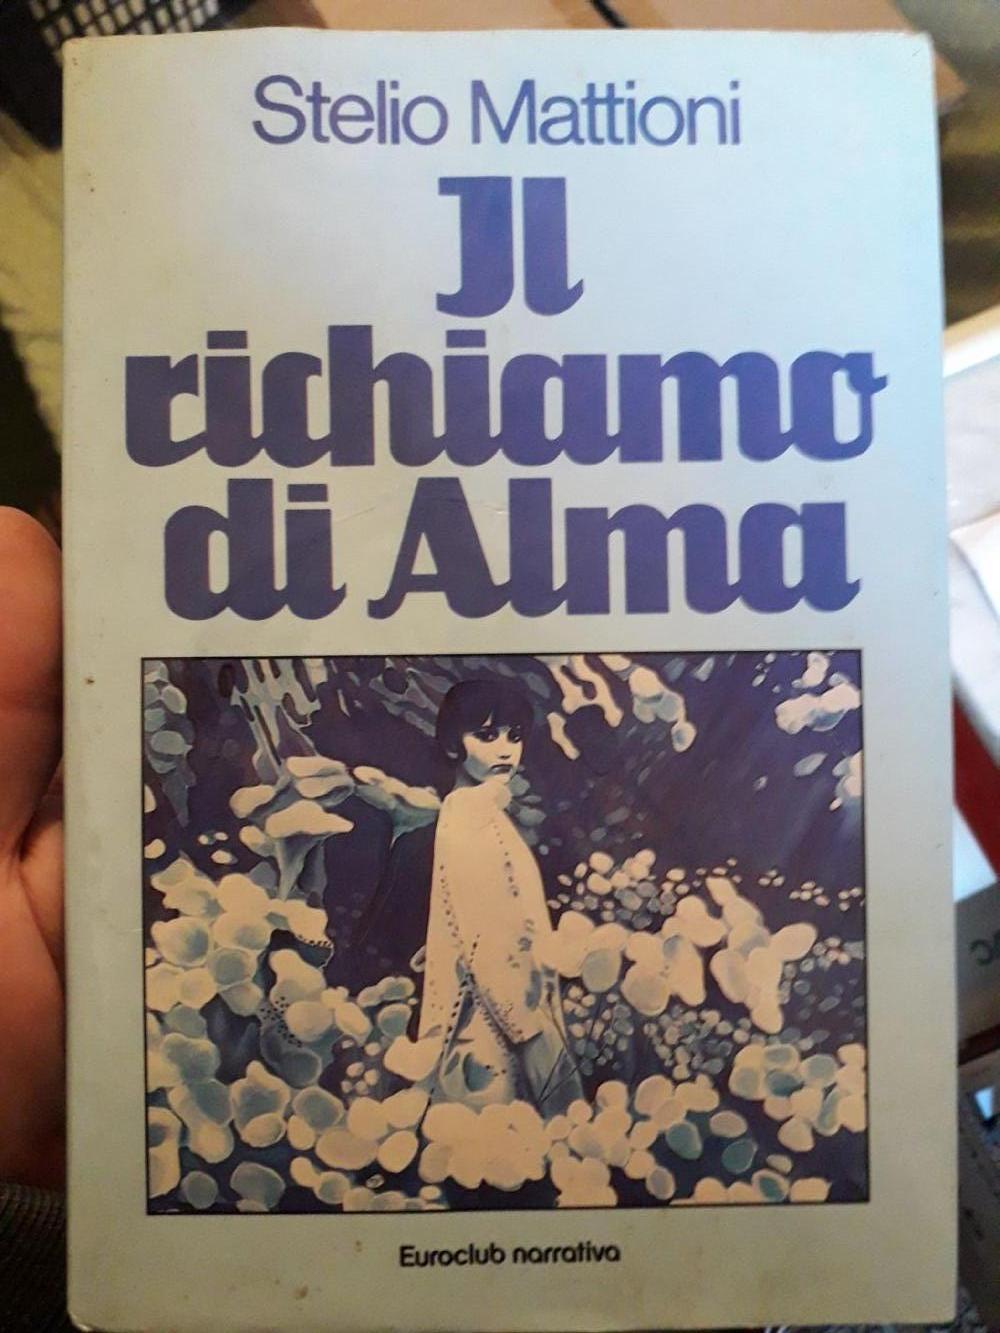 Stelio Mattioni
Il
richiamo
di Alma
Euroclub narrativa